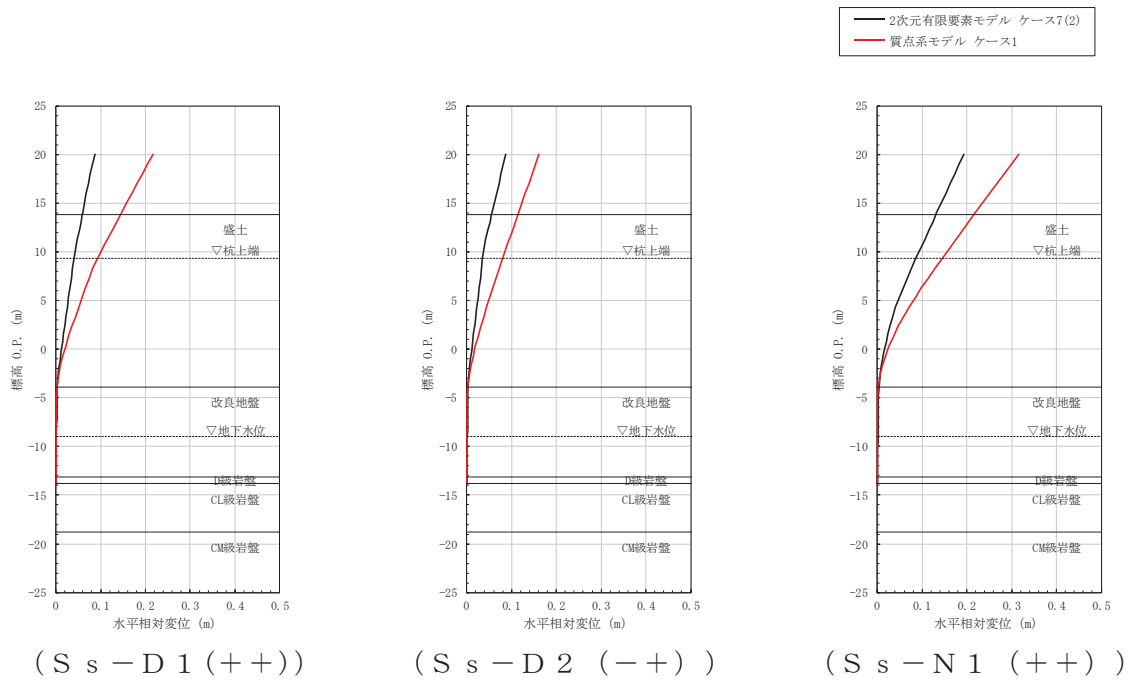 2次元有限要素モデル ケース7(2)
質点系モデル ケース1
25
20
15
10
5
0
-5
-10
-15
-20
-25
標高 O.P. (m)
盛土
▽杭上端
改良地盤
▽地下水位
D級岩盤
CL級岩盤
CM級岩盤
0 0.1 0.2 0.3 0.4 0.5
水平相対変位 (m)
(Ss-D1(++))
25
20
15
10
5
0
-5
-10
-15
-20
-25
標高 O.P. (m)
盛土
▽杭上端
改良地盤
▽地下水位
D級岩盤
CL級岩盤
CM級岩盤
0 0.1 0.2 0.3 0.4 0.5
水平相対変位 (m)
(Ss-D2 (-+))
25
20
15
10
5
0
-5
-10
-15
-20
-25
標高 O.P. (m)
盛土
▽杭上端
改良地盤
▽地下水位
D級岩盤
CL級岩盤
CM級岩盤
0 0.1 0.2 0.3 0.4 0.5
水平相対変位 (m)
(Ss-N1 (++))